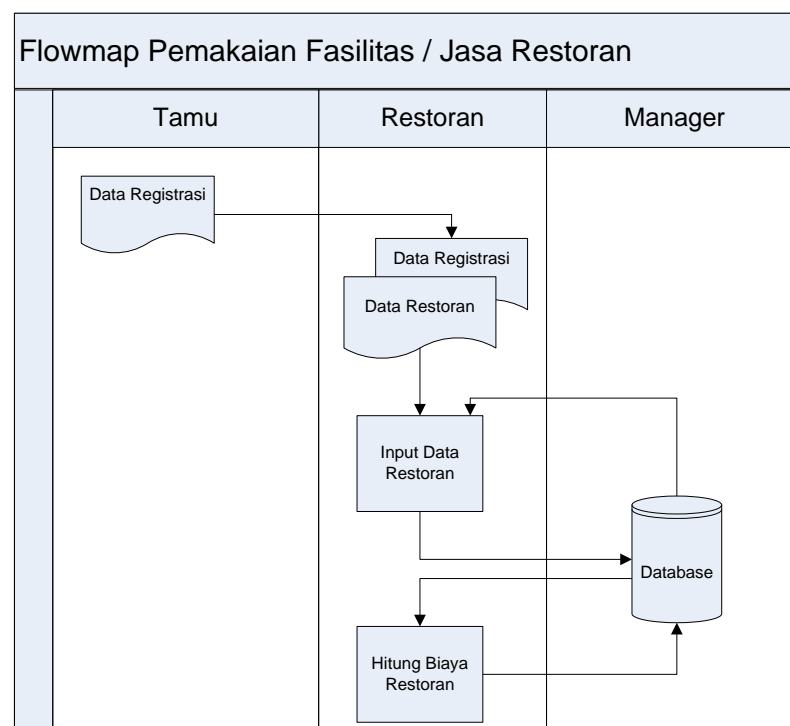 Flowmap Pemakaian Fasilitas / Jasa Restoran
Tamu
Restoran
Manager
Data Registrasi
Data Registrasi
Data Restoran
Input Data
Restoran
Database
Hitung Biaya
Restoran